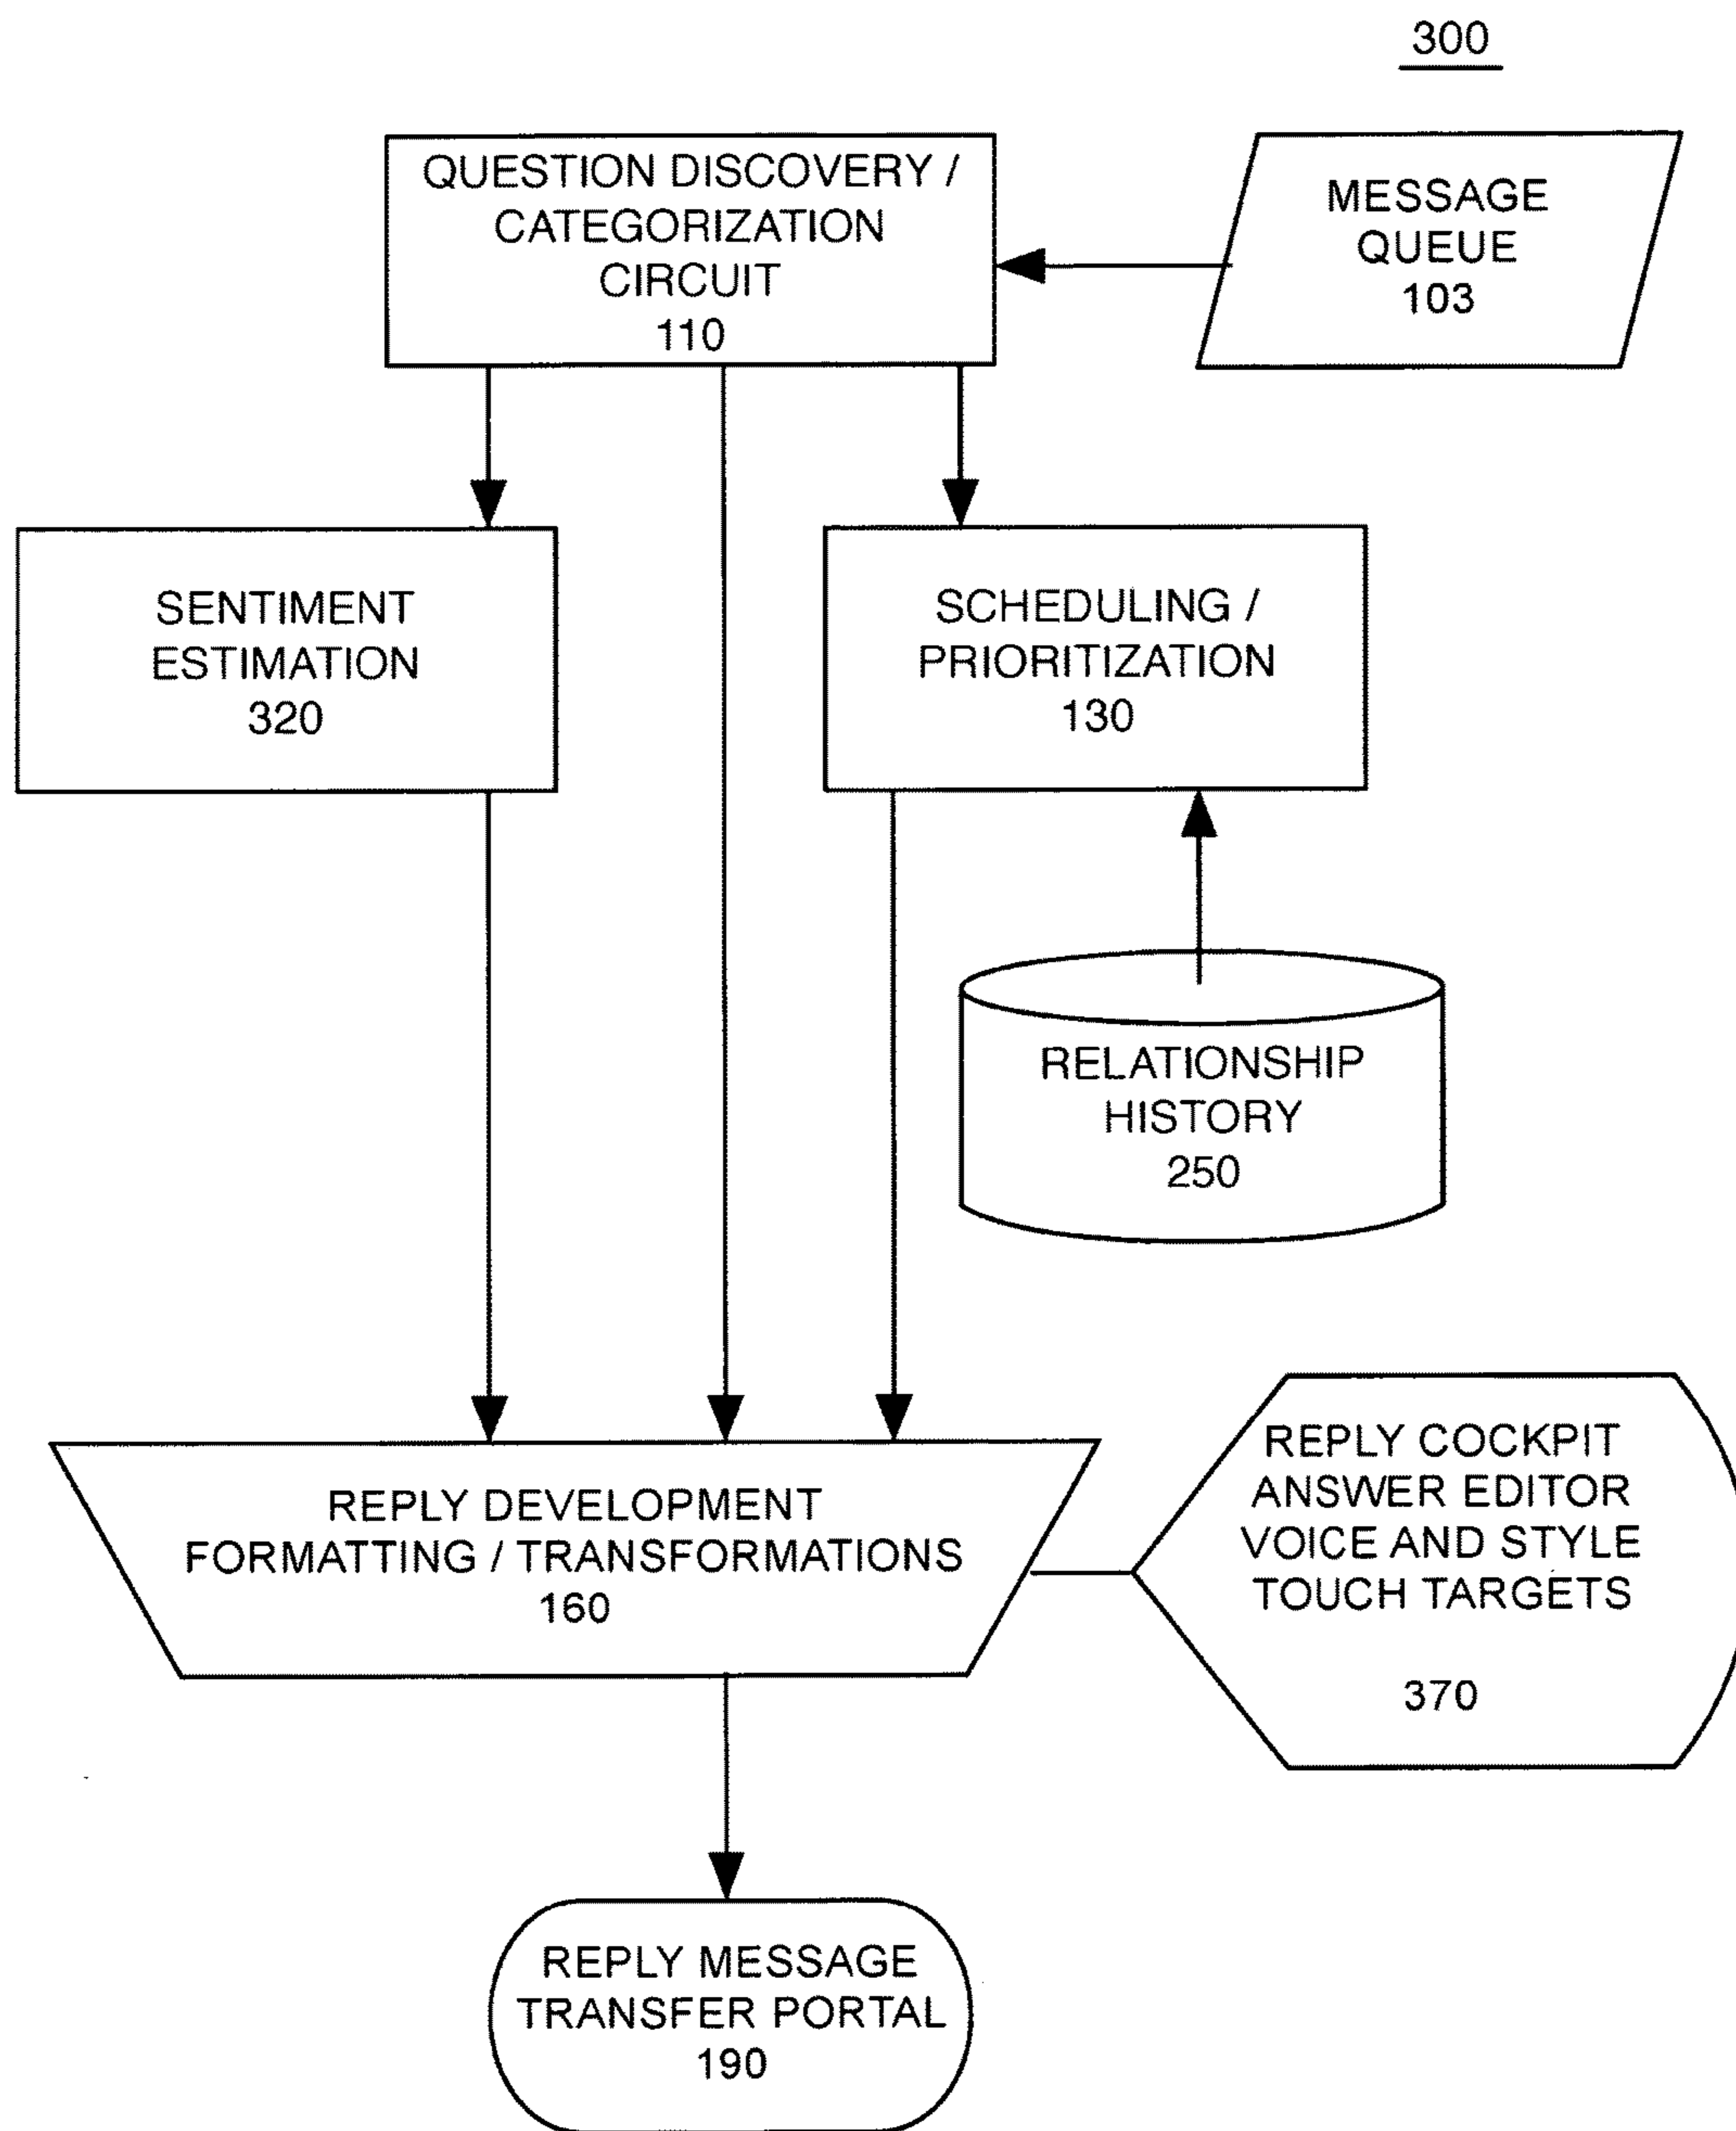 300
QUESTION DISCOVERY /
CATEGORIZATION
CIRCUIT
110
MESSAGE
QUEUE
103
SENTIMENT
ESTIMATION
320
SCHEDULING /
PRIORITIZATION
130
RELATIONSHIP
HISTORY
250
REPLY DEVELOPMENT
FORMATTING / TRANSFORMATIONS
160
REPLY COCKPIT
ANSWER EDITOR
VOICE AND STYLE
TOUCH TARGETS
370
REPLY MESSAGE
TRANSFER PORTAL
190